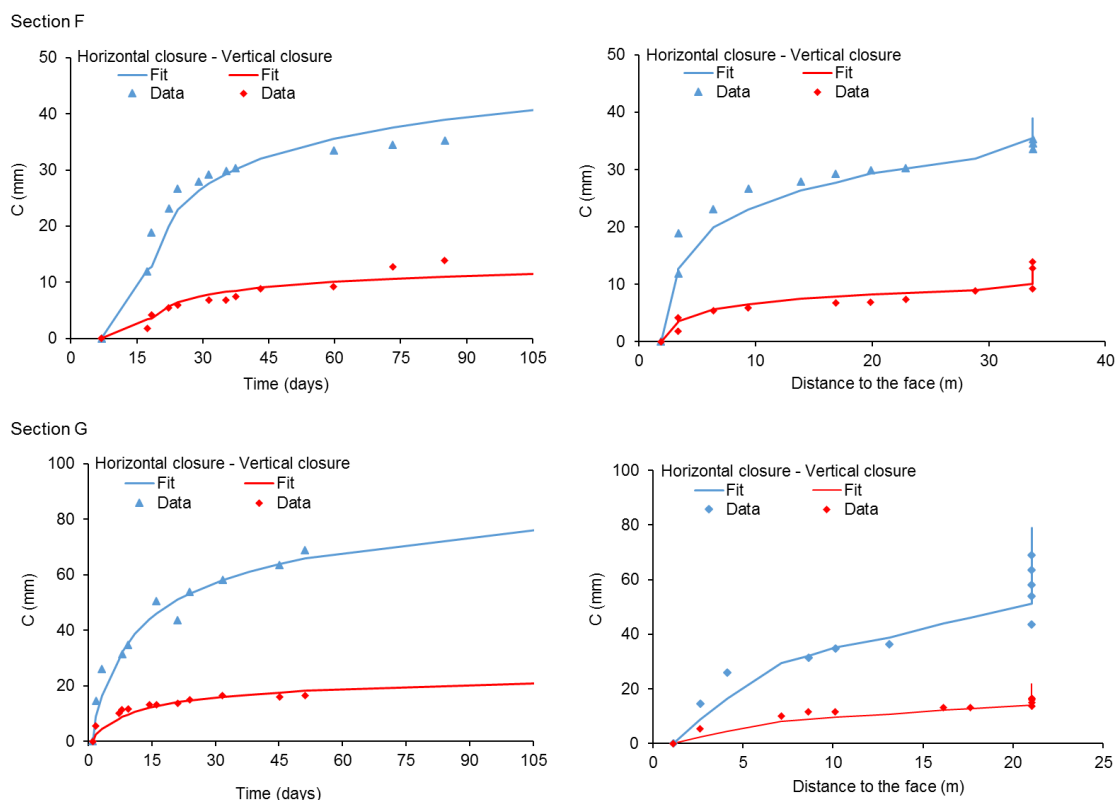 Section F
Horizontal closure - Vertical closure
Fit Fit
Data Data
50
40
30
20
10
0
C (mm)
0 15 30 45 60 75 90 105
Time (days)
Horizontal closure - Vertical closure
Fit Fit
Data Data
50
40
30
20
10
0
C (mm)
0 10 20 30 40
Distance to the face (m)
Section G
Horizontal closure - Vertical closure
Fit Fit
Data Data
100
80
60
40
20
0
C (mm)
0 15 30 45 60 75 90 105
Time (days)
Horizontal closure - Vertical closure
Fit Fit
Data Data
100
80
60
40
20
0
C (mm)
0 5 10 15 20 25
Distance to the face (m)